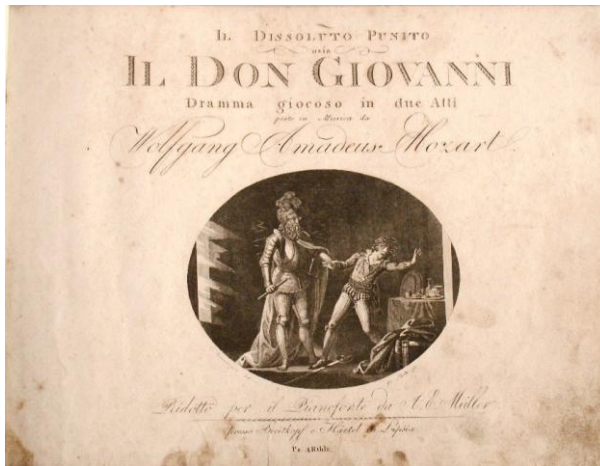 IL DISSOLUTO PUNITO
osia
IL DON GIOVANNI
Dramma giocoso in due Atti
posto in Musica da
Wolfgang Amadeus Mozart
Ridotto per il Pianoforte da A. E. Müller
presso Breitkopf e Härtel in Lipsia